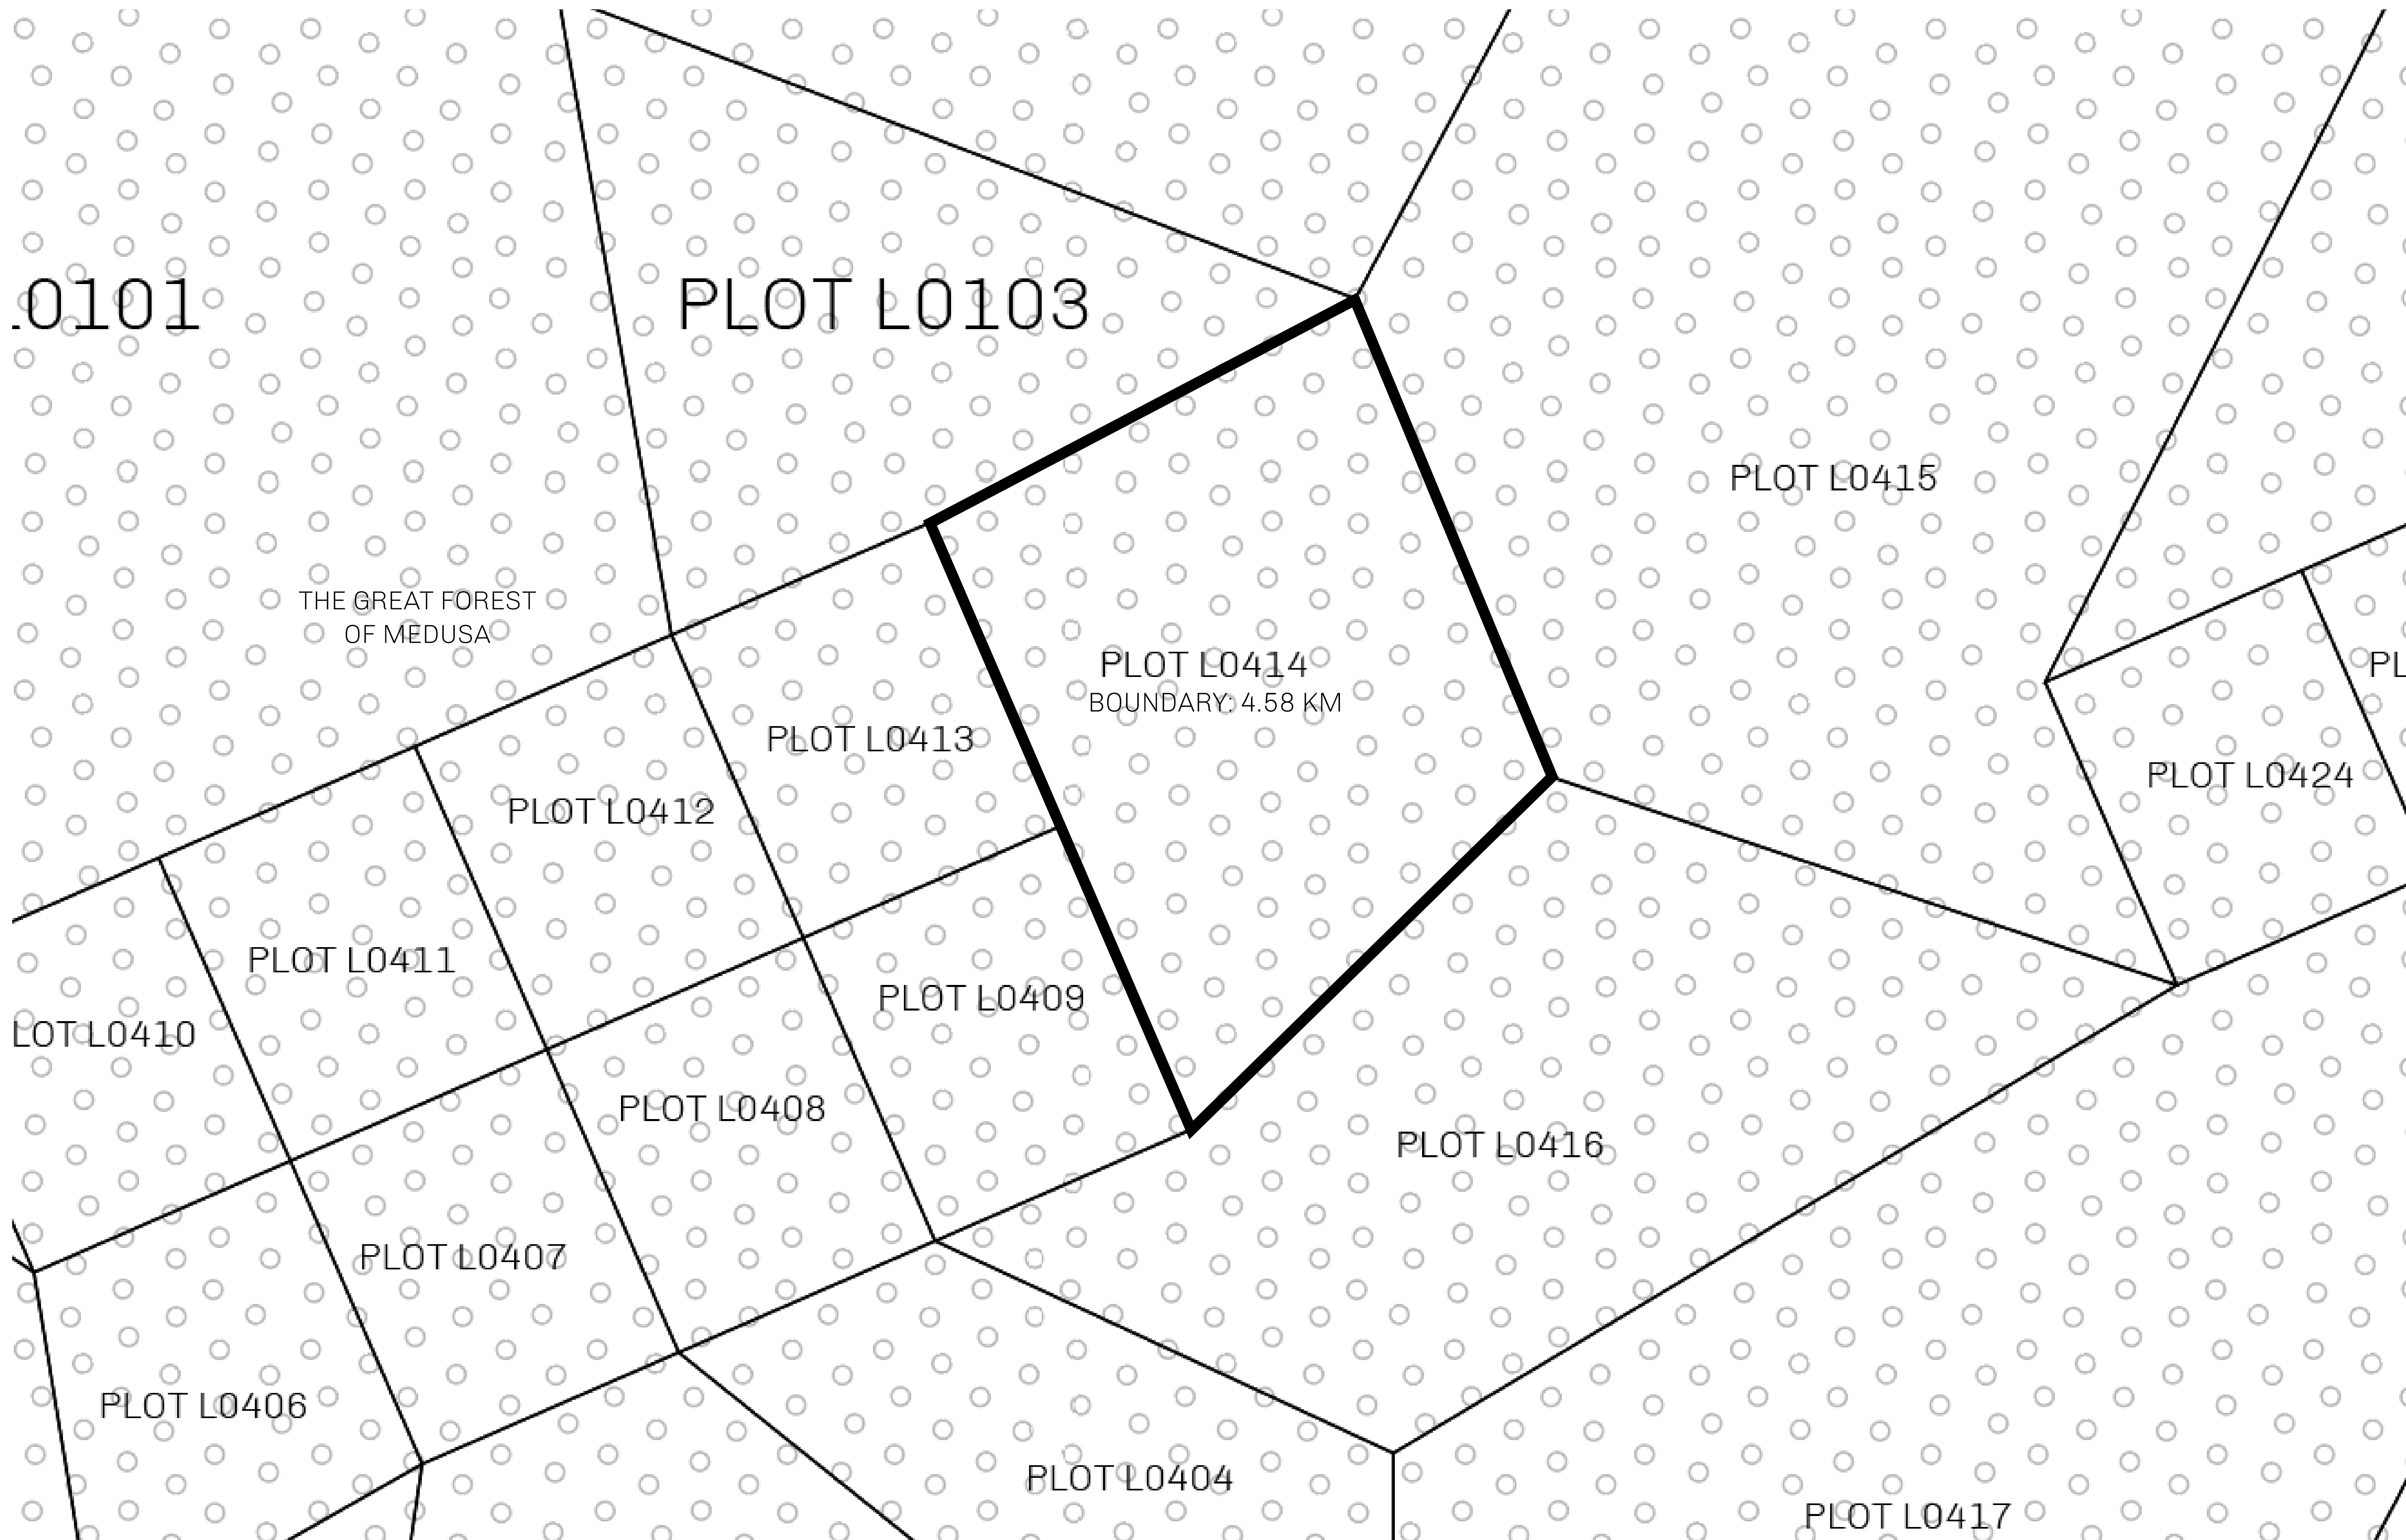 .0101
PLOT L0103
PLOT L0415
THE GREAT FOREST
OF MEDUSA
PLOT L0414
BOUNDARY: 4.58 KM
PL
PLOT L0413
PLOT L0424
PLOT L0412
PLOT L0411
PLOT L0409
LOT L0410
PLOT L0408
PLOT L0416
PLOT L0407
PLOT L0406
PLOT L0404
PLOT L0417